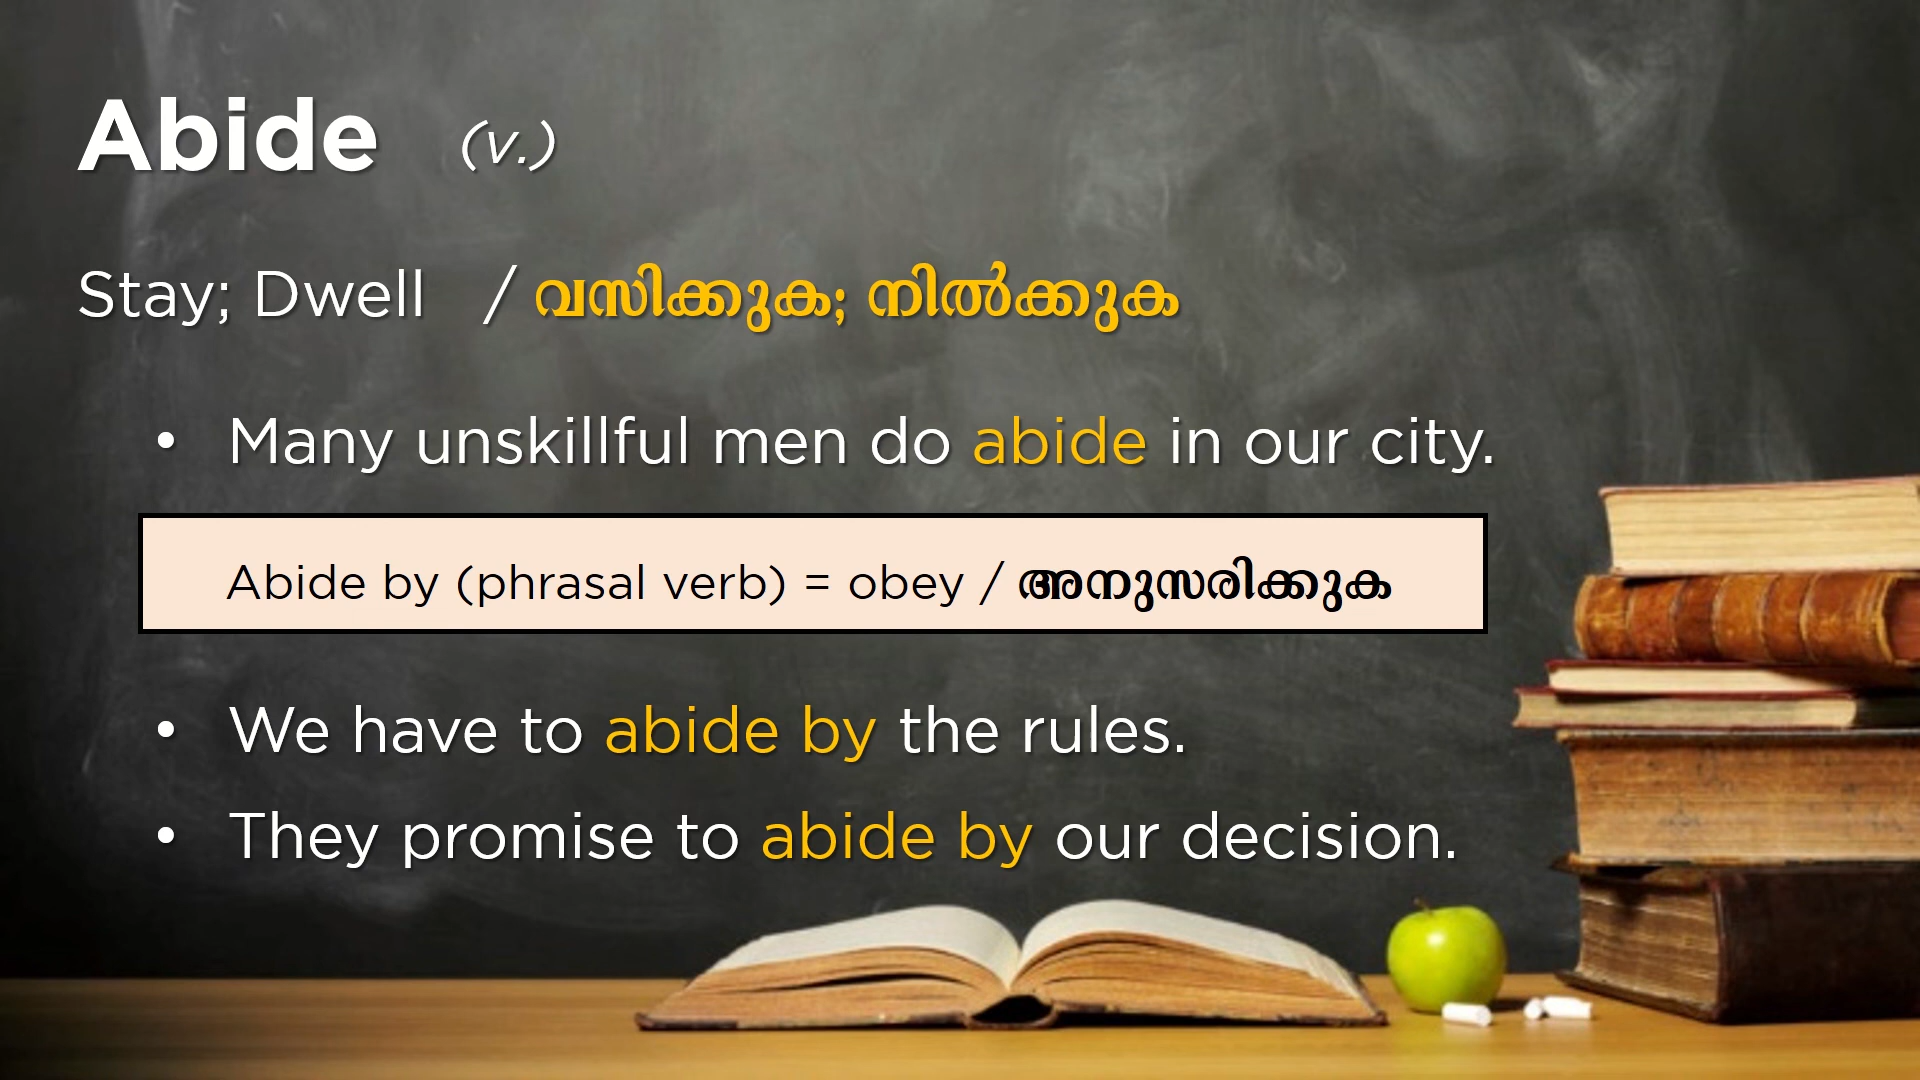 Abide (v.)
Stay; Dwell / വസിക്കുക; നിൽക്കുക
• Many unskillful men do abide in our city.
Abide by (phrasal verb) = obey / അനുസരിക്കുക
• We have to abide by the rules.
• They promise to abide by our decision.